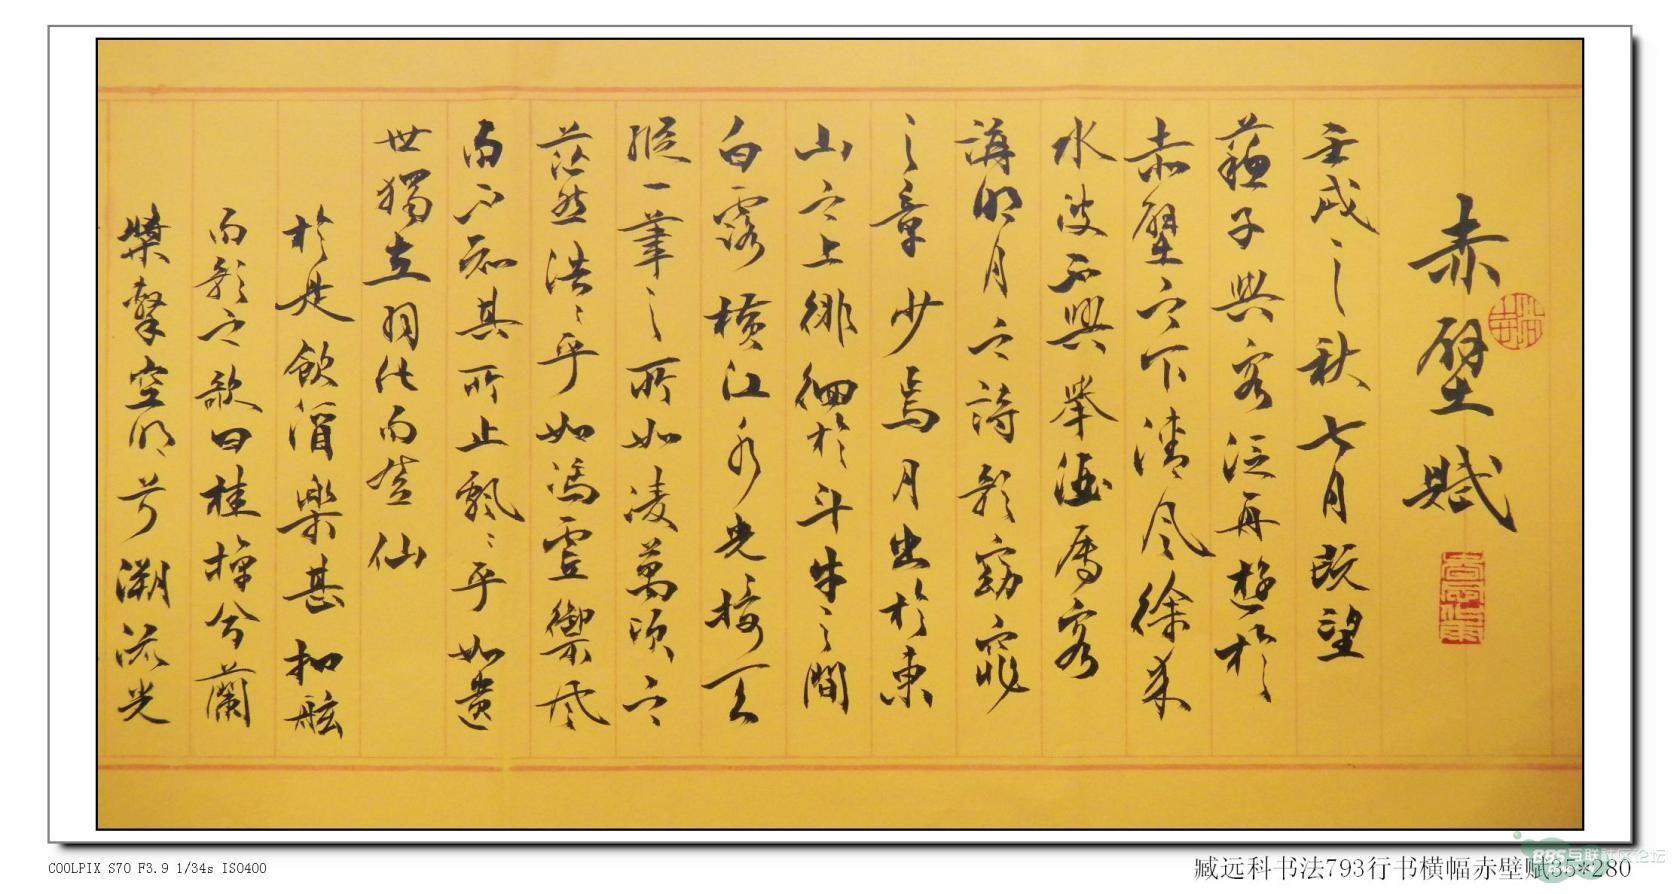 赤壁賦
壬戌之秋七月既望
蘇子與客泛舟遊於
赤壁之下清风徐来
水波不興舉酒属客
誦明月之詩歌窈窕
之章少焉月出於東
山之上徘徊於斗牛之間
白露橫江水光接天
縱一葦之所如凌萬頃之
茫然浩〻乎如馮虛御風
而不知其所止飄〻乎如遺
世獨立羽化而登仙
於是飲酒樂甚扣舷
而歌之歌曰桂棹兮蘭
槳擊空明兮溯流光
COOLPIX S70 F3.9 1/34s ISO400
臧远科书法793行书横幅赤壁赋35*280